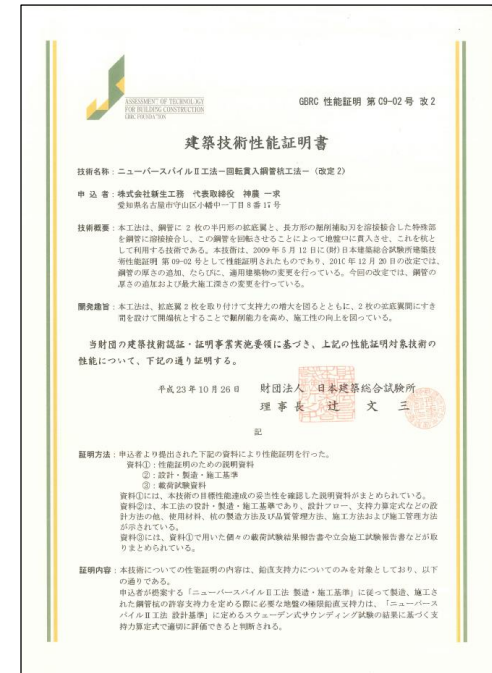 ASSESSMENT OF TECHNOLOGY
FOR BUILDING CONSTRUCTION
GBRC FOUNDATION
GBRC 性能証明 第 09-02 号 改 2
建築技術性能証明書
技術名称：ニューバースパイルⅡ工法－回転貫入鋼管杭工法－（改定 2）
申 込 者：株式会社新生工務　代表取締役　神農 一求
愛知県名古屋市守山区小幡中一丁目 8 番 17 号
技術概要：本工法は、鋼管に 2 枚の半円形の拡底翼と、長方形の掘削補助刃を溶接接合した特殊部
を鋼管に溶接接合し、この鋼管を回転させることによって地盤中に貫入させ、これを杭と
して利用する技術である。本技術は、2009 年 5 月 12 日に(財)日本建築総合試験所建築技
術性能証明 第 09-02 号として性能証明されたものであり、2010 年 12 月 20 日の改定では、
鋼管の厚さの追加、ならびに、適用建築物の変更を行っている。今回の改定では、鋼管の
厚さの追加および最大施工深さの変更を行っている。
開発趣旨：本工法は、拡底翼 2 枚を取り付けて支持力の増大を図るとともに、2 枚の拡底翼間にすき
間を設けて開端杭とすることで掘削能力を高め、施工性の向上を図っている。
当財団の建築技術認証・証明事業実施要領に基づき、上記の性能証明対象技術の
性能について、下記の通り証明する。
平成 23 年 10 月 26 日　財団法人　日本建築総合試験所
理 事 長　辻　文 三
記
証明方法：申込者より提出された下記の資料により性能証明を行った。
資料①：性能証明のための説明資料
②：設計・製造・施工基準
③：載荷試験資料
資料①には、本技術の目標性能達成の妥当性を確認した説明資料がまとめられている。
資料②は、本工法の設計・製造・施工基準であり、設計フロー、支持力算定式などの設
計方法の他、使用材料、杭の製造方法及び品質管理方法、施工方法および施工管理方法
が示されている。
資料③には、資料①で用いた個々の載荷試験結果報告書や立会施工試験報告書などが取
りまとめられている。
証明内容：本技術についての性能証明の内容は、鉛直支持力についてのみを対象としており、以下
の通りである。
申込者が提案する「ニューバースパイルⅡ工法 製造・施工基準」に従って製造、施工さ
れた鋼管杭の許容支持力を定める際に必要な地盤の極限鉛直支持力は、「ニューバース
パイルⅡ工法 設計基準」に定めるスウェーデン式サウンディング試験の結果に基づく支
持力算定式で適切に評価できると判断される。